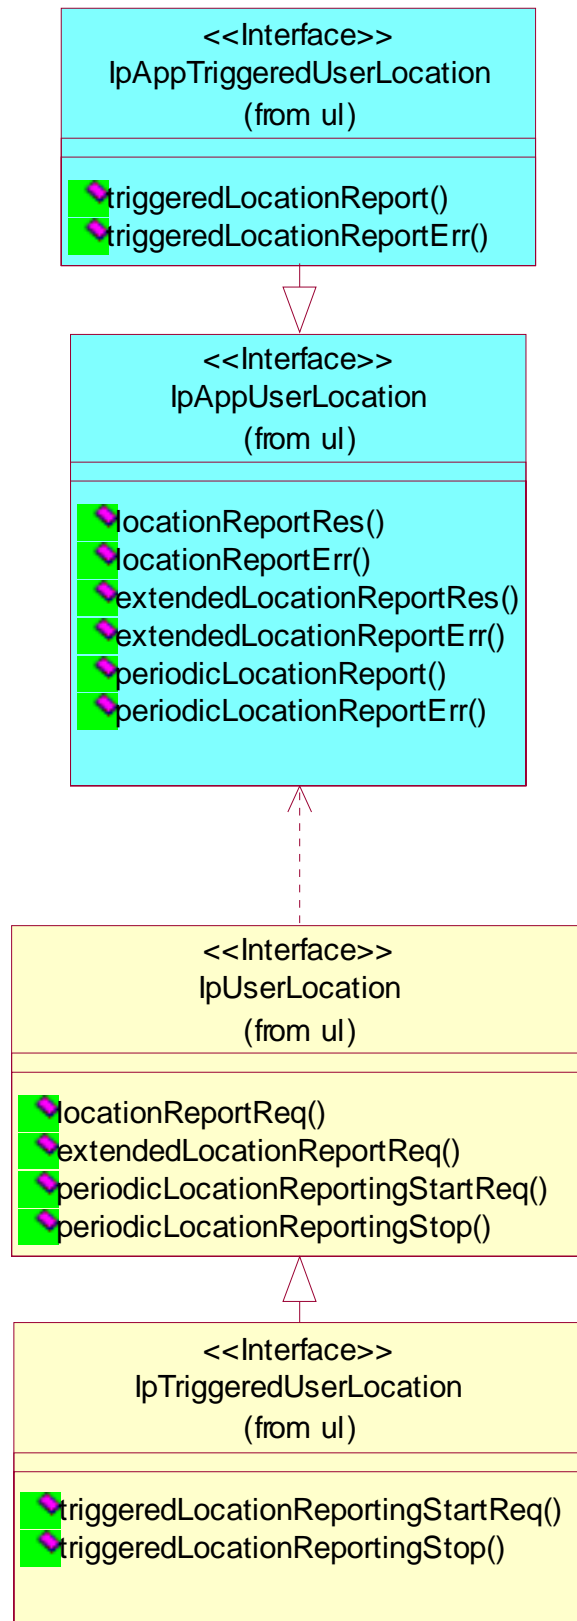 <<Interface>>
IpAppTriggeredUserLocation
(from ul)
triggeredLocationReport()
triggeredLocationReportErr()
<<Interface>>
IpAppUserLocation
(from ul)
locationReportRes()
locationReportErr()
extendedLocationReportRes()
extendedLocationReportErr()
periodicLocationReport()
periodicLocationReportErr()
<<Interface>>
IpUserLocation
(from ul)
locationReportReq()
extendedLocationReportReq()
periodicLocationReportingStartReq()
periodicLocationReportingStop()
<<Interface>>
IpTriggeredUserLocation
(from ul)
triggeredLocationReportingStartReq()
triggeredLocationReportingStop()